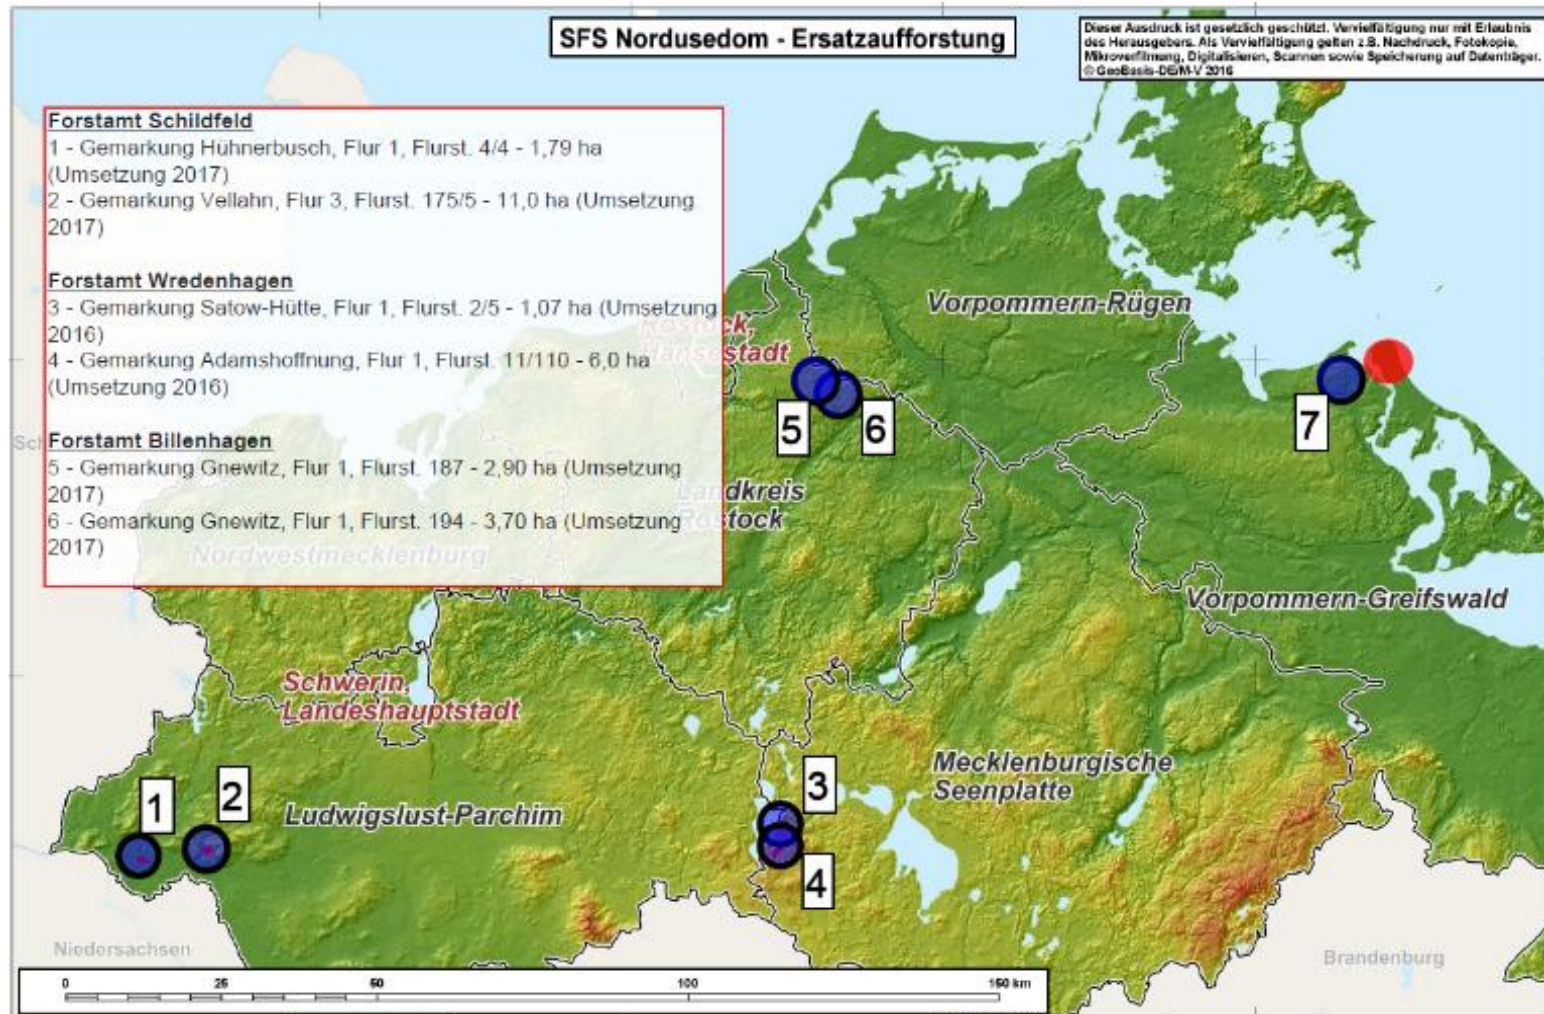 SFS Nordusedom - Ersatzaufforstung
Dieser Ausdruck ist gesetzlich geschützt. Vervielfältigung nur mit Erlaubnis
des Herausgebers. Als Vervielfältigung gelten z.B. Nachdruck, Fotokopie,
Mikroverfilmung, Digitalisieren, Scannen sowie Speicherung auf Datenträger.
© GeoBasis-DE/M-V 2016
Forstamt Schildfeld
1 - Gemarkung Hühnerbusch, Flur 1, Flurst. 4/4 - 1,79 ha
(Umsetzung 2017)
2 - Gemarkung Vellahn, Flur 3, Flurst. 175/5 - 11,0 ha (Umsetzung
2017)
Forstamt Wredenhagen
3 - Gemarkung Satow-Hütte, Flur 1, Flurst. 2/5 - 1,07 ha (Umsetzung
2016)
4 - Gemarkung Adamshoffnung, Flur 1, Flurst. 11/110 - 6,0 ha
(Umsetzung 2016)
Forstamt Billenhagen
5 - Gemarkung Gnewitz, Flur 1, Flurst. 187 - 2,90 ha (Umsetzung
2017)
6 - Gemarkung Gnewitz, Flur 1, Flurst. 194 - 3,70 ha (Umsetzung
2017)
Vorpommern-Rügen
Rostock,
Hansestadt
5
6
7
Landkreis
Rostock
Nordwestmecklenburg
Vorpommern-Greifswald
Schwerin,
Landeshauptstadt
Mecklenburgische
Seenplatte
1
2
3
4
Ludwigslust-Parchim
Niedersachsen
Brandenburg
0 25 50 100 150 km